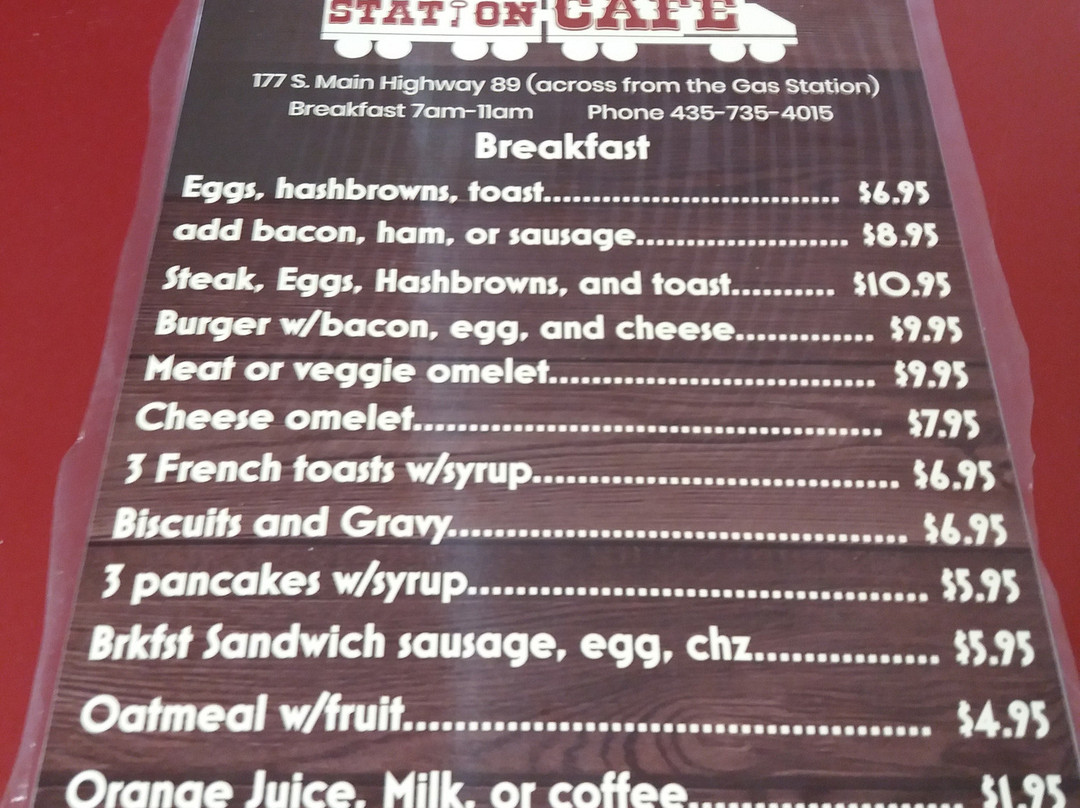 STATION CAFE
177 S. Main Highway 89 (across from the Gas Station)
Breakfast 7am-11am Phone 435-735-4015
Breakfast
Eggs, hashbrowns, toast............................. $6.95
add bacon, ham, or sausage..................... $8.95
Steak, Eggs, Hashbrowns, and toast.......... $10.95
Burger w/bacon, egg, and cheese............. $9.95
Meat or veggie omelet................................ $9.95
Cheese omelet............................................. $7.95
3 French toasts w/syrup................................... $6.95
Biscuits and Gravy............................................ $6.95
3 pancakes w/syrup........................................... $5.95
Brkfst Sandwich sausage, egg, chz................ $5.95
Oatmeal w/fruit.............................................. $4.95
Orange Juice, Milk, or coffee........................ $1.95